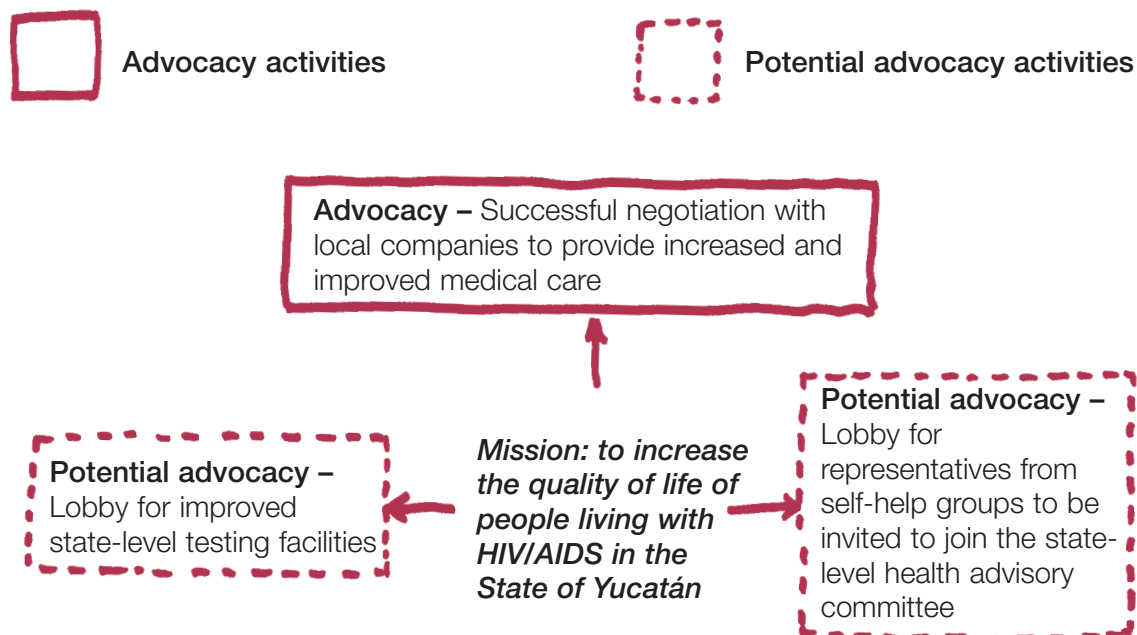 Advocacy activities
Potential advocacy activities
Advocacy – Successful negotiation with
local companies to provide increased and
improved medical care
Potential advocacy –
Lobby for improved
state-level testing facilities
Mission: to increase
the quality of life of
people living with
HIV/AIDS in the
State of Yucatán
Potential advocacy –
Lobby for
representatives from
self-help groups to be
invited to join the state-
level health advisory
committee